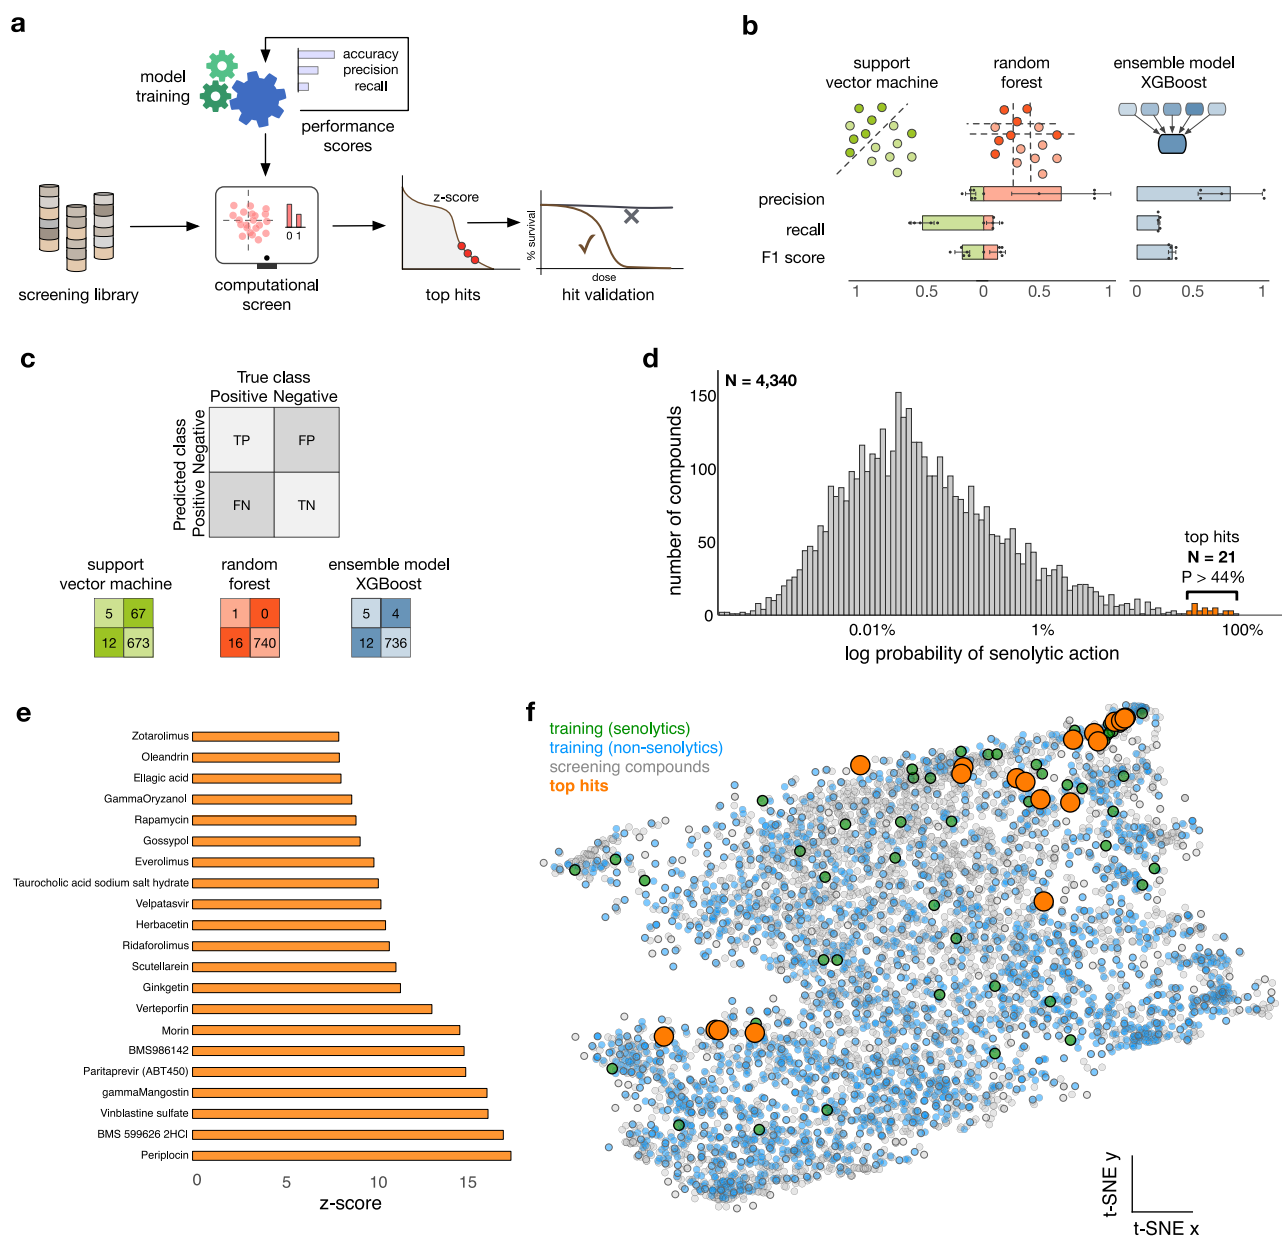 a
model
training
accuracy
precision
recall
performance
scores
z-score
0 1
% survival
dose
screening library
computational
screen
top hits
hit validation
b
support
vector machine
random
forest
ensemble model
XGBoost
precision
recall
F1 score
1 0.5 0 0.5 1
0 0.5 1
c
True class
Positive Negative
Predicted class
Positive Negative
TP FP
FN TN
support
vector machine
random
forest
ensemble model
XGBoost
5 67
12 673
1 0
16 740
5 4
12 736
d
N = 4,340
number of compounds
150
100
50
0
top hits
N = 21
P > 44%
0.01% 1% 100%
log probability of senolytic action
e
Zotarolimus
Oleandrin
Ellagic acid
GammaOryzanol
Rapamycin
Gossypol
Everolimus
Taurocholic acid sodium salt hydrate
Velpatasvir
Herbacetin
Ridaforolimus
Scutellarein
Ginkgetin
Verteporfin
Morin
BMS986142
Paritaprevir (ABT450)
gammaMangostin
Vinblastine sulfate
BMS 599626 2HCl
Periplocin
0 5 10 15
z-score
f
training (senolytics)
training (non-senolytics)
screening compounds
top hits
t-SNE y
t-SNE x